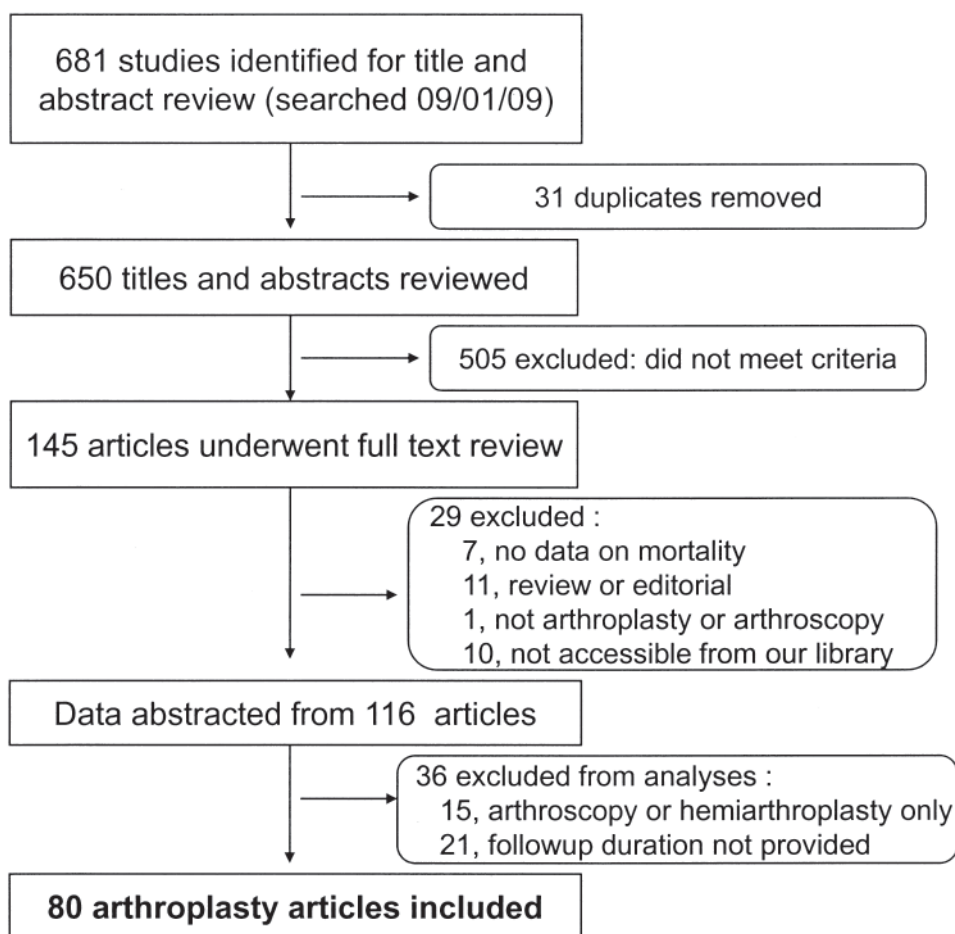 681 studies identified for title and
abstract review (searched 09/01/09)
31 duplicates removed
650 titles and abstracts reviewed
505 excluded: did not meet criteria
145 articles underwent full text review
29 excluded :
7, no data on mortality
11, review or editorial
1, not arthroplasty or arthroscopy
10, not accessible from our library
Data abstracted from 116 articles
36 excluded from analyses :
15, arthroscopy or hemiarthroplasty only
21, followup duration not provided
80 arthroplasty articles included